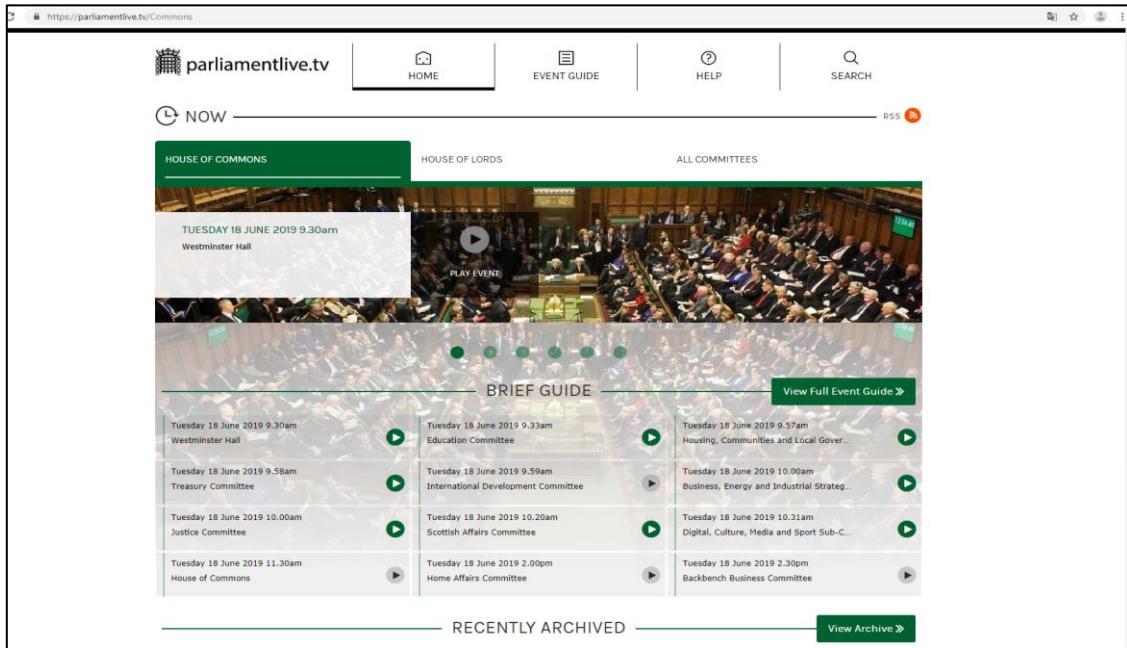 https://parliamentlive.tv/Commons
parliamentlive.tv
HOME
EVENT GUIDE
HELP
SEARCH
NOW
RSS
HOUSE OF COMMONS
HOUSE OF LORDS
ALL COMMITTEES
TUESDAY 18 JUNE 2019 9.30am
Westminster Hall
PLAY EVENT
BRIEF GUIDE
View Full Event Guide »
Tuesday 18 June 2019 9.30am
Westminster Hall
Tuesday 18 June 2019 9.33am
Education Committee
Tuesday 18 June 2019 9.57am
Housing, Communities and Local Gover...
Tuesday 18 June 2019 9.58am
Treasury Committee
Tuesday 18 June 2019 9.59am
International Development Committee
Tuesday 18 June 2019 10.00am
Business, Energy and Industrial Strateg...
Tuesday 18 June 2019 10.00am
Justice Committee
Tuesday 18 June 2019 10.20am
Scottish Affairs Committee
Tuesday 18 June 2019 10.31am
Digital, Culture, Media and Sport Sub-C...
Tuesday 18 June 2019 11.30am
House of Commons
Tuesday 18 June 2019 2.00pm
Home Affairs Committee
Tuesday 18 June 2019 2.30pm
Backbench Business Committee
RECENTLY ARCHIVED
View Archive »